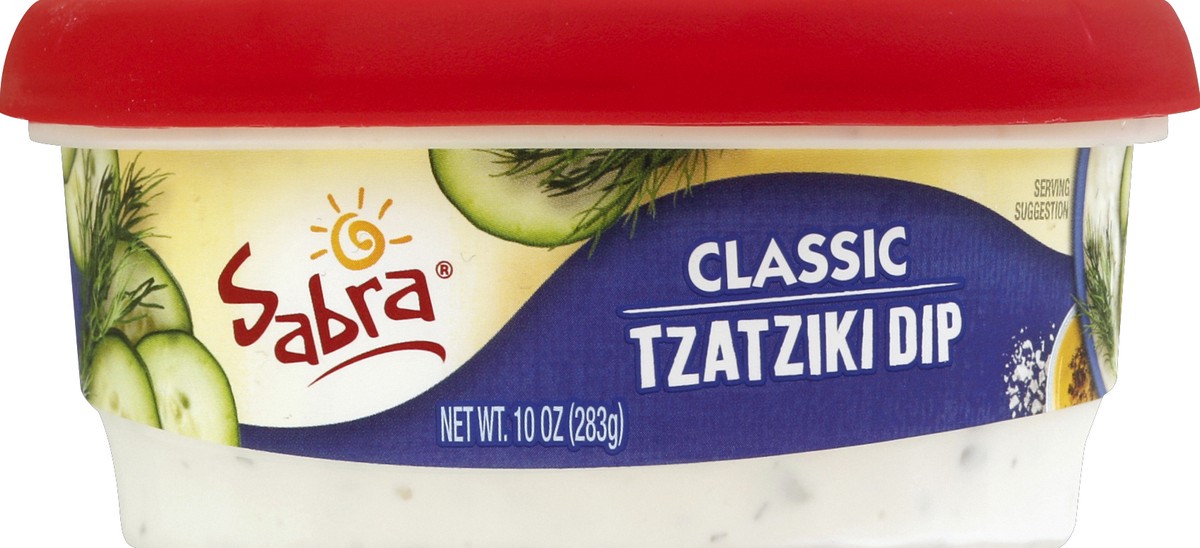 SERVING
SUGGESTION
Sabra®
CLASSIC
TZATZIKI DIP
NET WT. 10 OZ (283g)